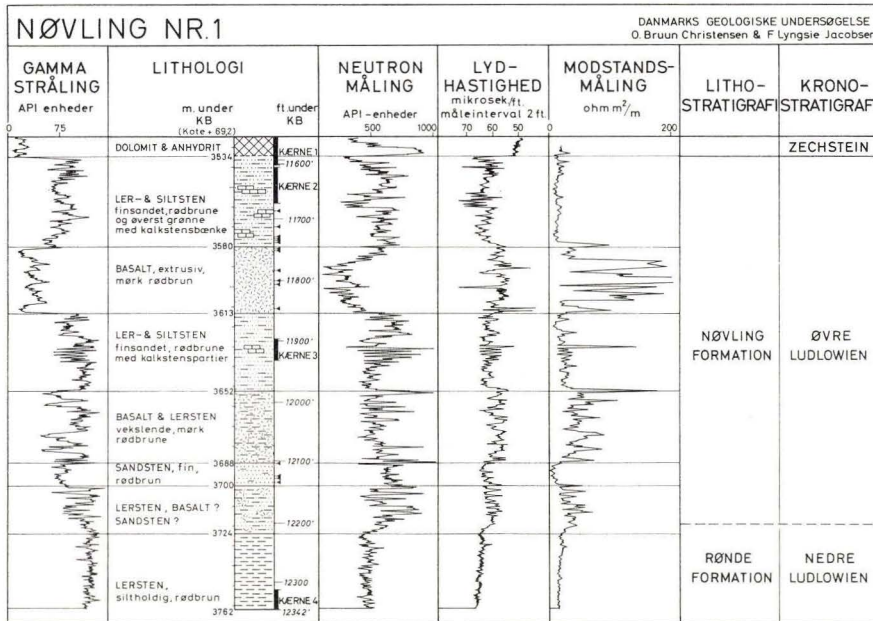 NØVLING NR.1
DANMARKS GEOLOGISKE UNDERSØGELSE
O. Bruun Christensen & F Lyngsie Jacobsen
GAMMA
STRÅLING
API enheder
0 75
LITHOLOGI
m. under
KB
(Kote + 69,2)
ft. under
KB
NEUTRON
MÅLING
API-enheder
500 1000
LYD-
HASTIGHED
mikrosek/ft.
måleinterval 2 ft.
70 60 50
MODSTANDS-
MÅLING
ohm m²/m
0 200
LITHO-
STRATIGRAFI
KRONO-
STRATIGRAFI
DOLOMIT & ANHYDRIT
KÆRNE 1
ZECHSTEIN
3534
11600'
KÆRNE 2
LER- & SILTSTEN
finsandet, rødbrune
og øverst grønne
med kalkstensbænke
11700'
3580
BASALT, extrusiv,
mørk rødbrun
11800'
3613
LER- & SILTSTEN
finsandet, rødbrune
med kalkstenspartier
11900'
KÆRNE 3
NØVLING
FORMATION
ØVRE
LUDLOWIEN
3652
12000'
BASALT & LERSTEN
vekslende, mørk
rødbrune
3688
12100'
SANDSTEN, fin,
rødbrun
3700
LERSTEN, BASALT ?
SANDSTEN ?
12200'
3724
RØNDE
FORMATION
NEDRE
LUDLOWIEN
LERSTEN,
siltholdig, rødbrun
12300
KÆRNE 4
3762
12342'